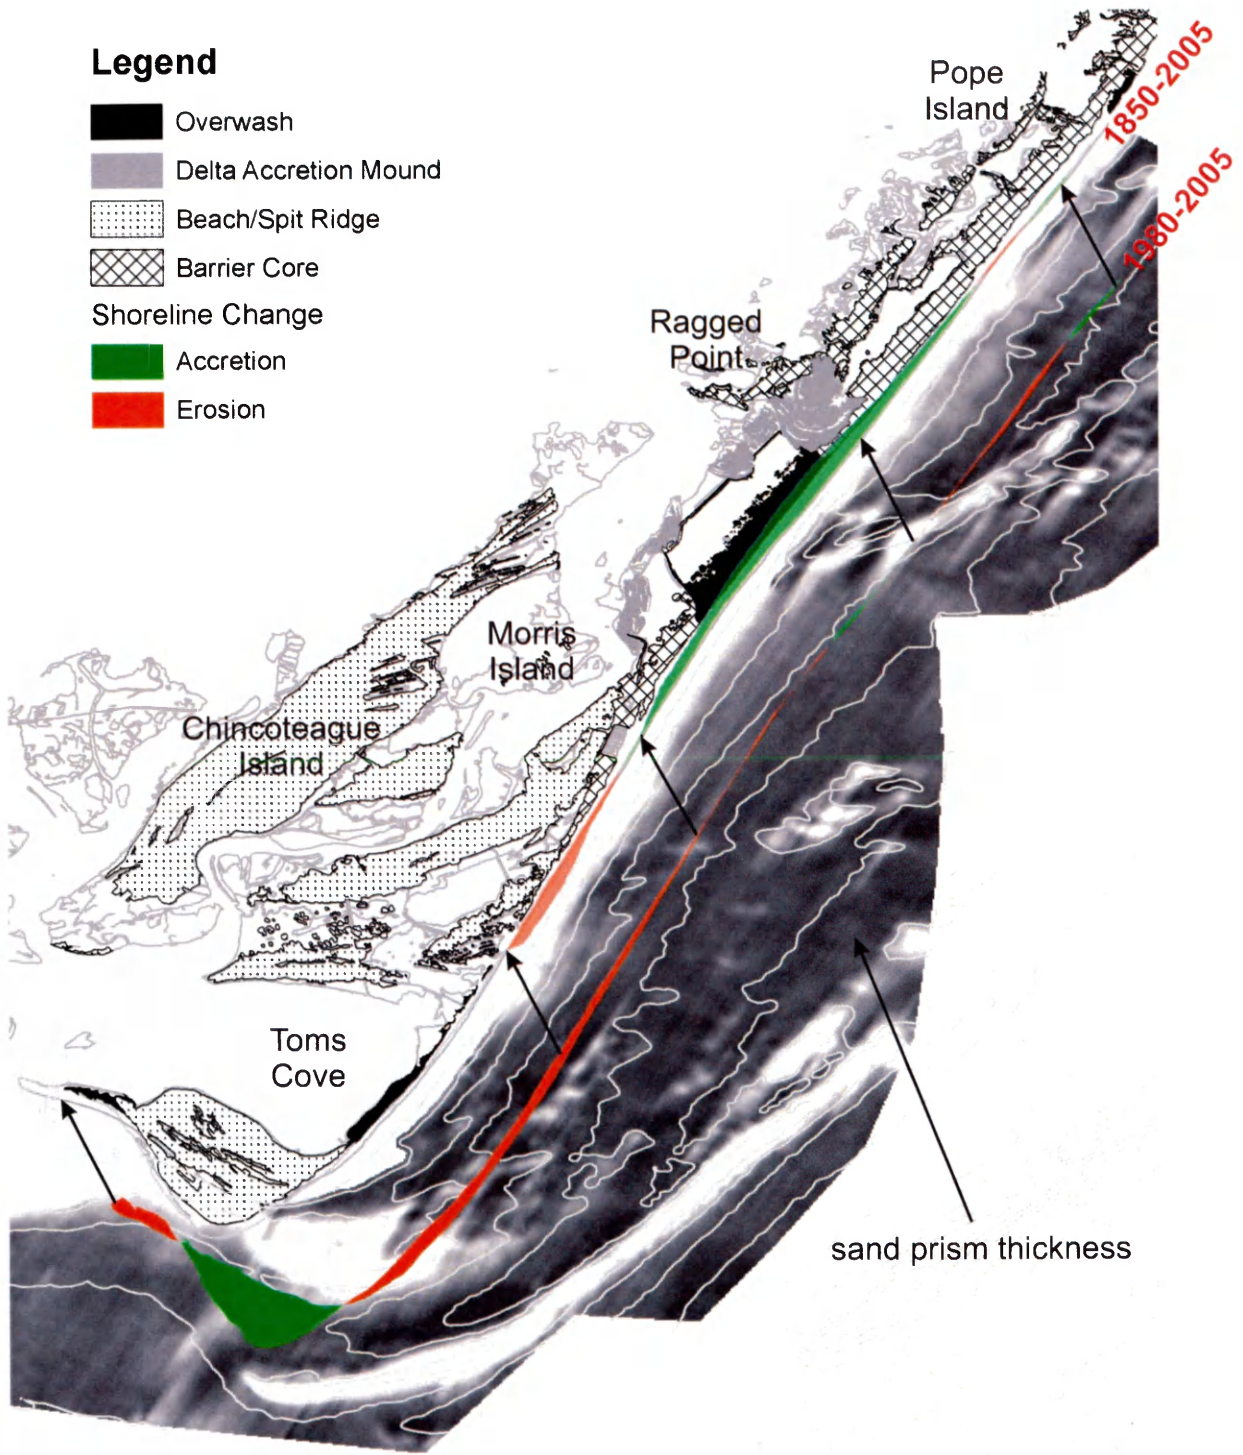 Legend
Overwash
Delta Accretion Mound
Beach/Spit Ridge
Barrier Core
Shoreline Change
Accretion
Erosion
Pope
Island
1850-2005
1980-2005
Ragged
Point
Morris
Island
Chincoteague
Island
Toms
Cove
sand prism thickness